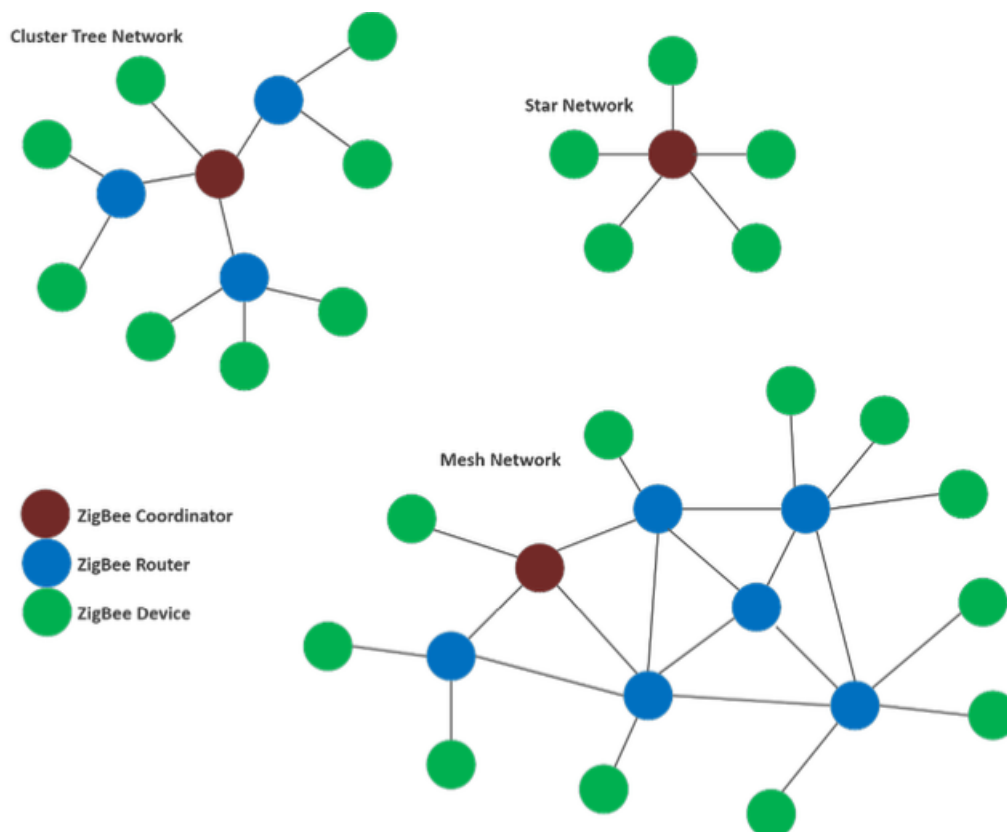 Cluster Tree Network
Star Network
Mesh Network
ZigBee Coordinator
ZigBee Router
ZigBee Device